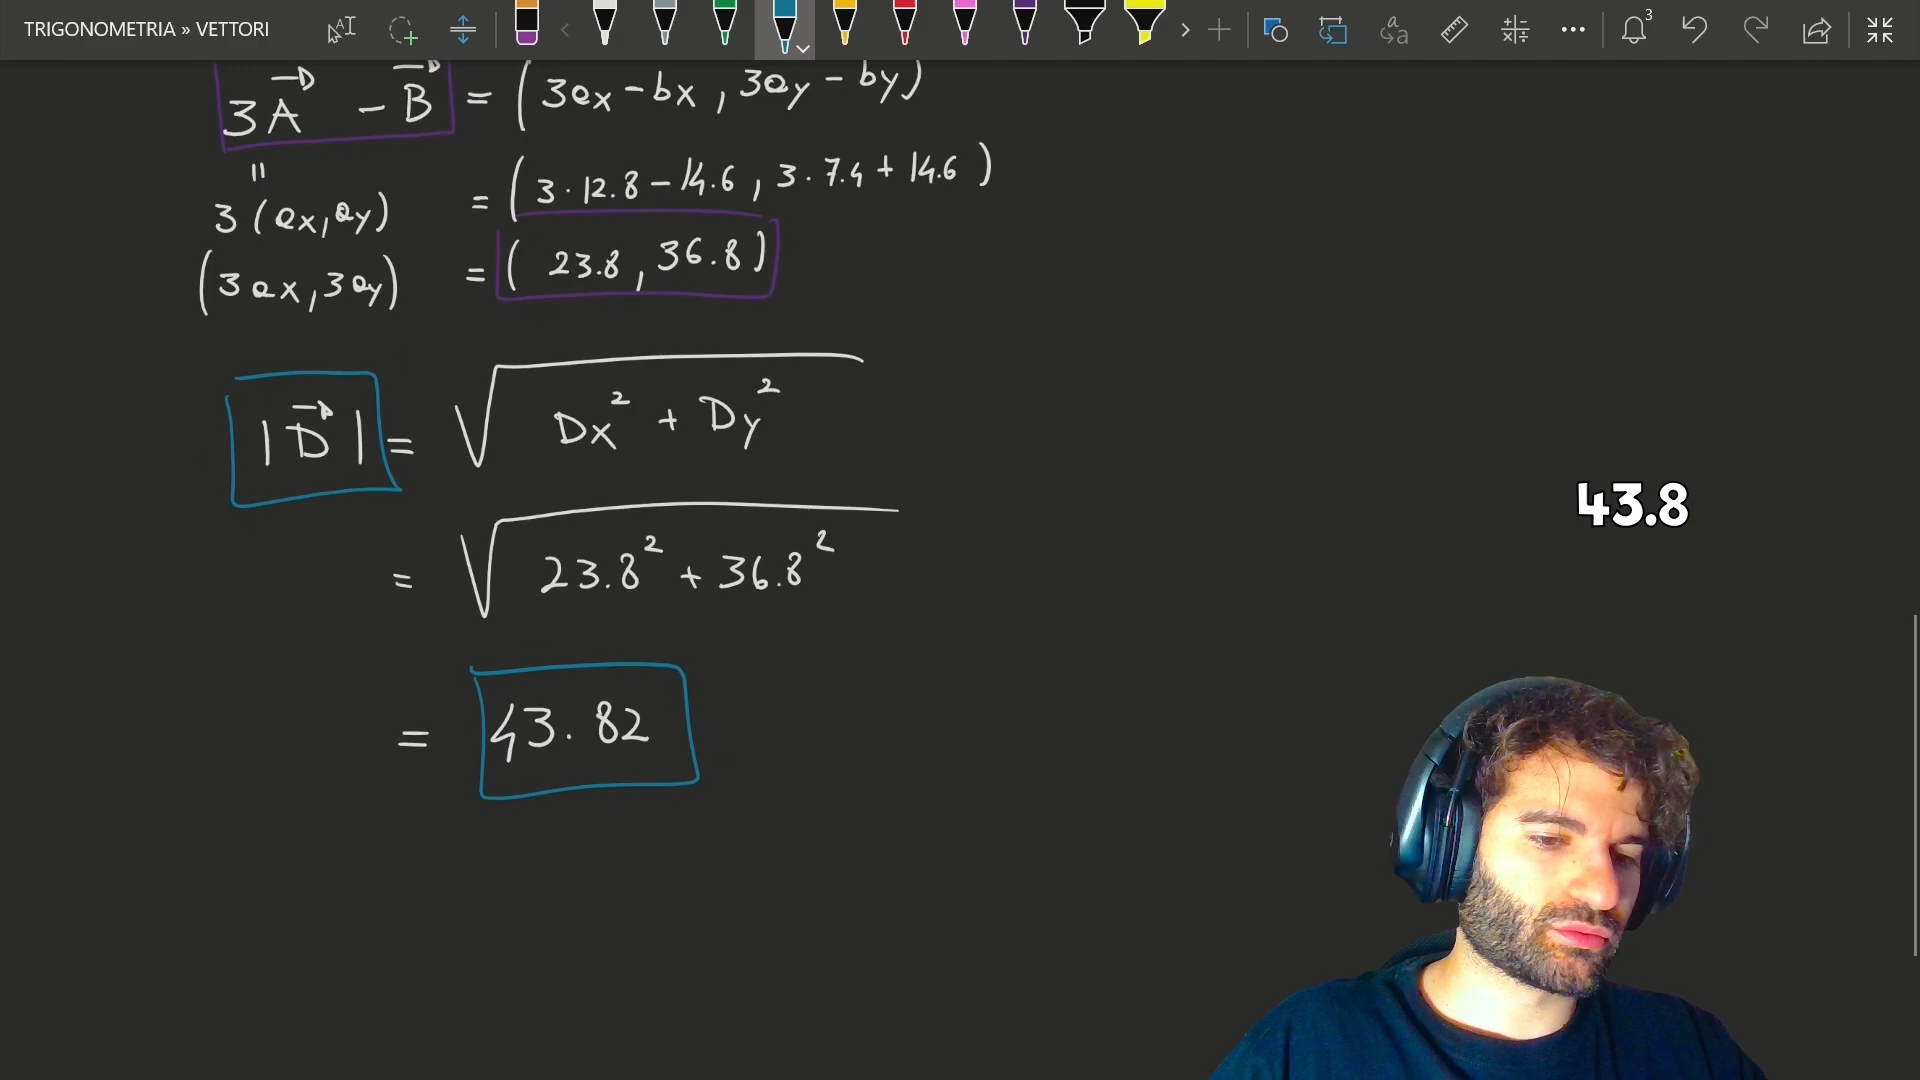 TRIGONOMETRIA » VETTORI
3
3A - B = (3ax - bx, 3ay - by)
"
3(ax, ay) = (3·12.8 - 14.6, 3·7.4 + 14.6)
(3ax, 3ay) = (23.8, 36.8)
|D| = √ Dx² + Dy²
= √ 23.8² + 36.8²
= 43.82
43.8